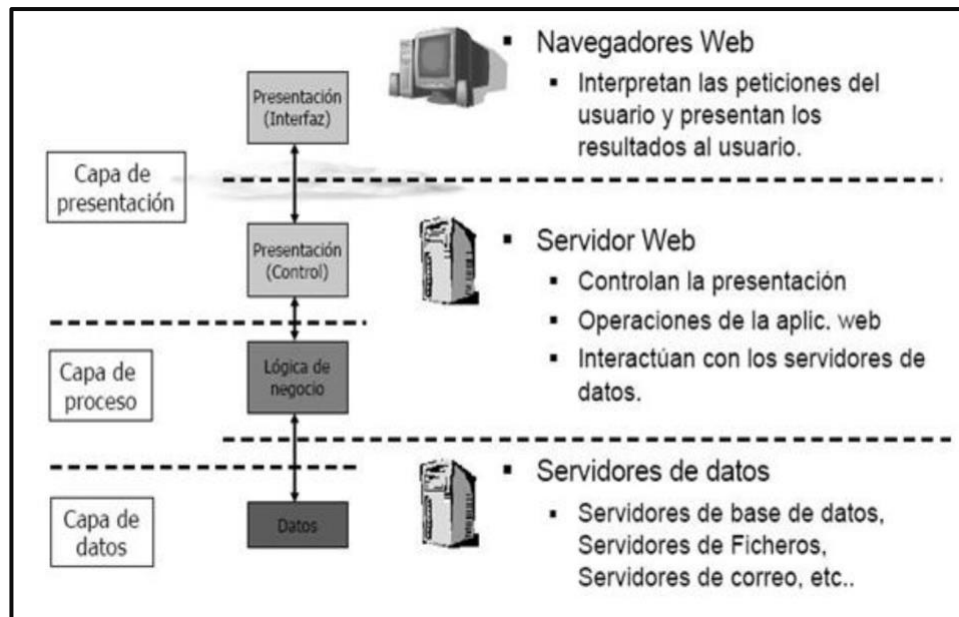 Navegadores Web
Interpretan las peticiones del
usuario y presentan los
resultados al usuario.
Presentación
(Interfaz)
Capa de
presentación
Presentación
(Control)
Servidor Web
Controlan la presentación
Operaciones de la aplic. web
Interactúan con los servidores de
datos.
Capa de
proceso
Lógica de
negocio
Servidores de datos
Servidores de base de datos,
Servidores de Ficheros,
Servidores de correo, etc..
Capa de
datos
Datos